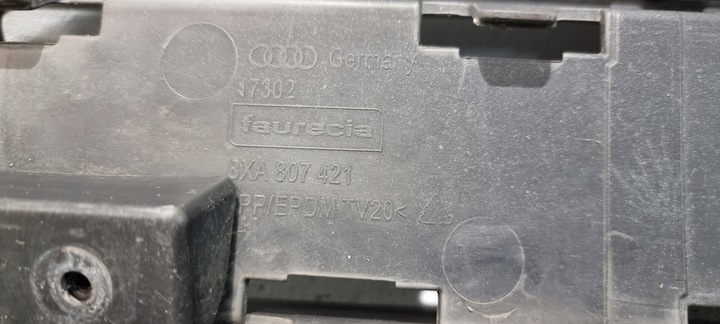 Germany
17302
faurecia
8XA 807 421
PP/EPDM TV20<